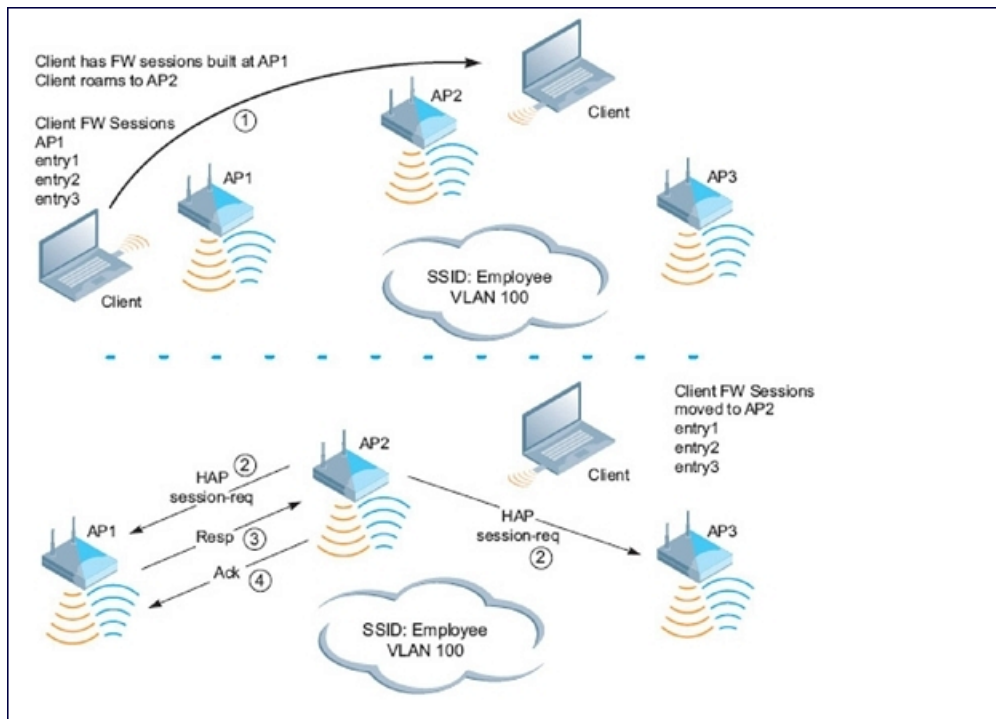 Client has FW sessions built at AP1
Client roams to AP2
Client FW Sessions
AP1
entry1
entry2
entry3
1
AP1
AP2
Client
AP3
Client
SSID: Employee
VLAN 100
Client FW Sessions
moved to AP2
entry1
entry2
entry3
AP2
Client
HAP 2
session-req
AP1
Resp 3
Ack 4
HAP
session-req
2
AP3
SSID: Employee
VLAN 100